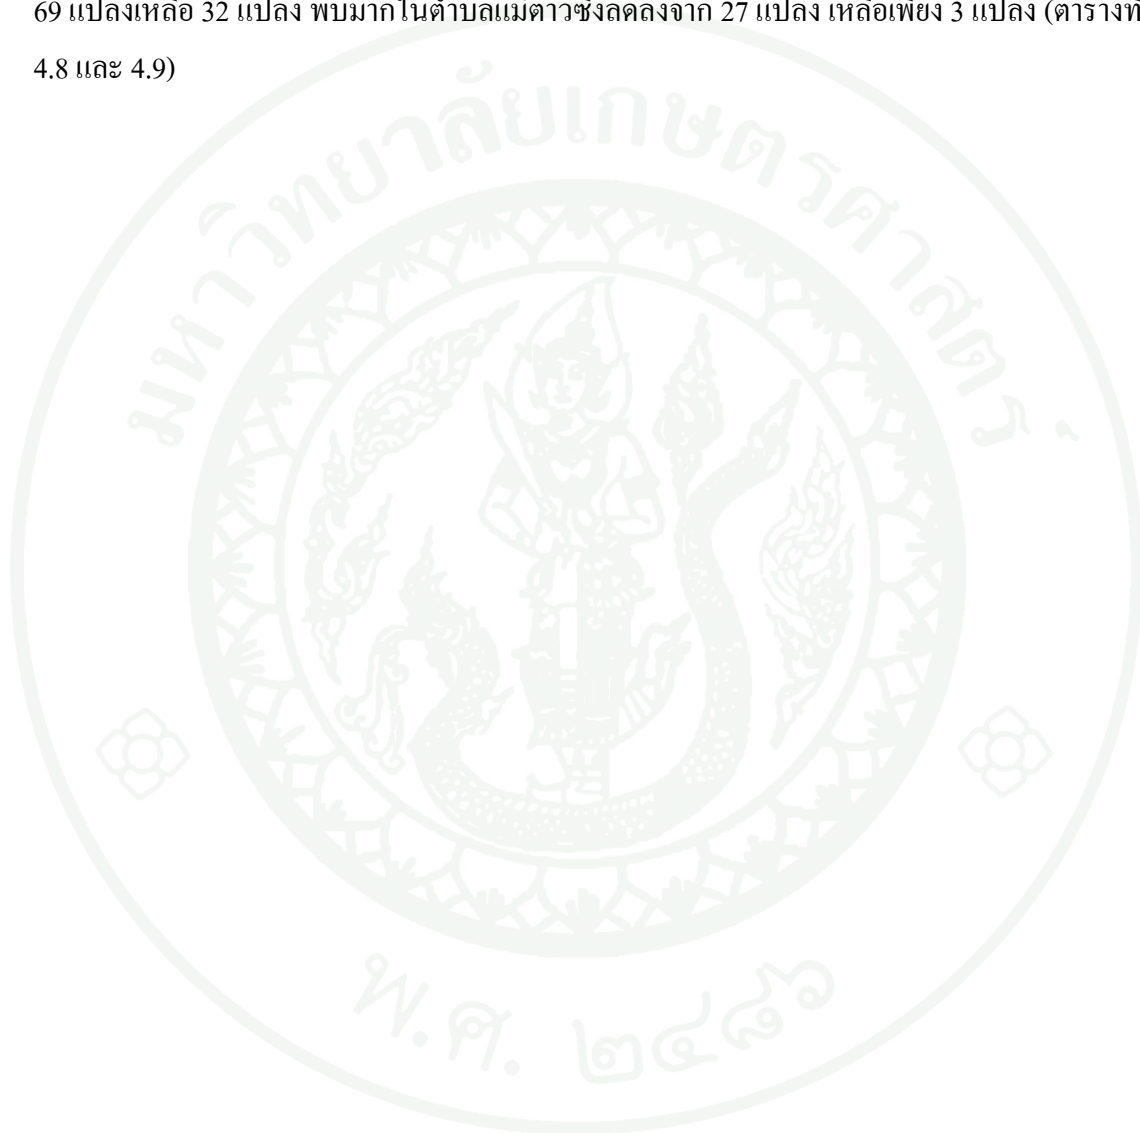 69 แปลงเหลือ 32 แปลง พบมากในตำบลแม่ตาวซึ่งลดลงจาก 27 แปลง เหลือเพียง 3 แปลง (ตารางที่
4.8 และ 4.9)
มหาวิทยาลัยเกษตรศาสตร์
พ.ศ. ๒๔๘๖